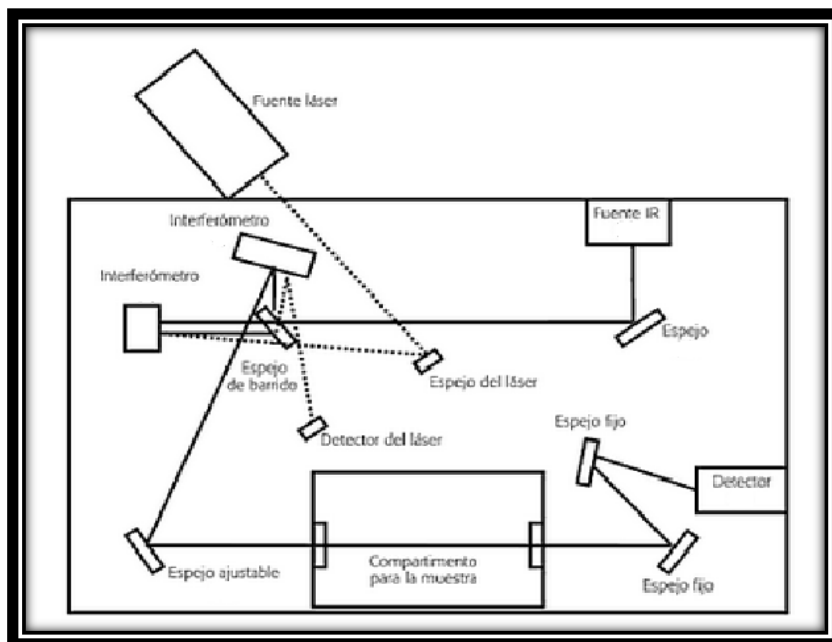 Fuente láser
Interferómetro
Fuente IR
Interferómetro
Espejo
Espejo
de barrido
Espejo del láser
Detector del láser
Espejo fijo
Detector
Espejo ajustable
Compartimento
para la muestra
Espejo fijo